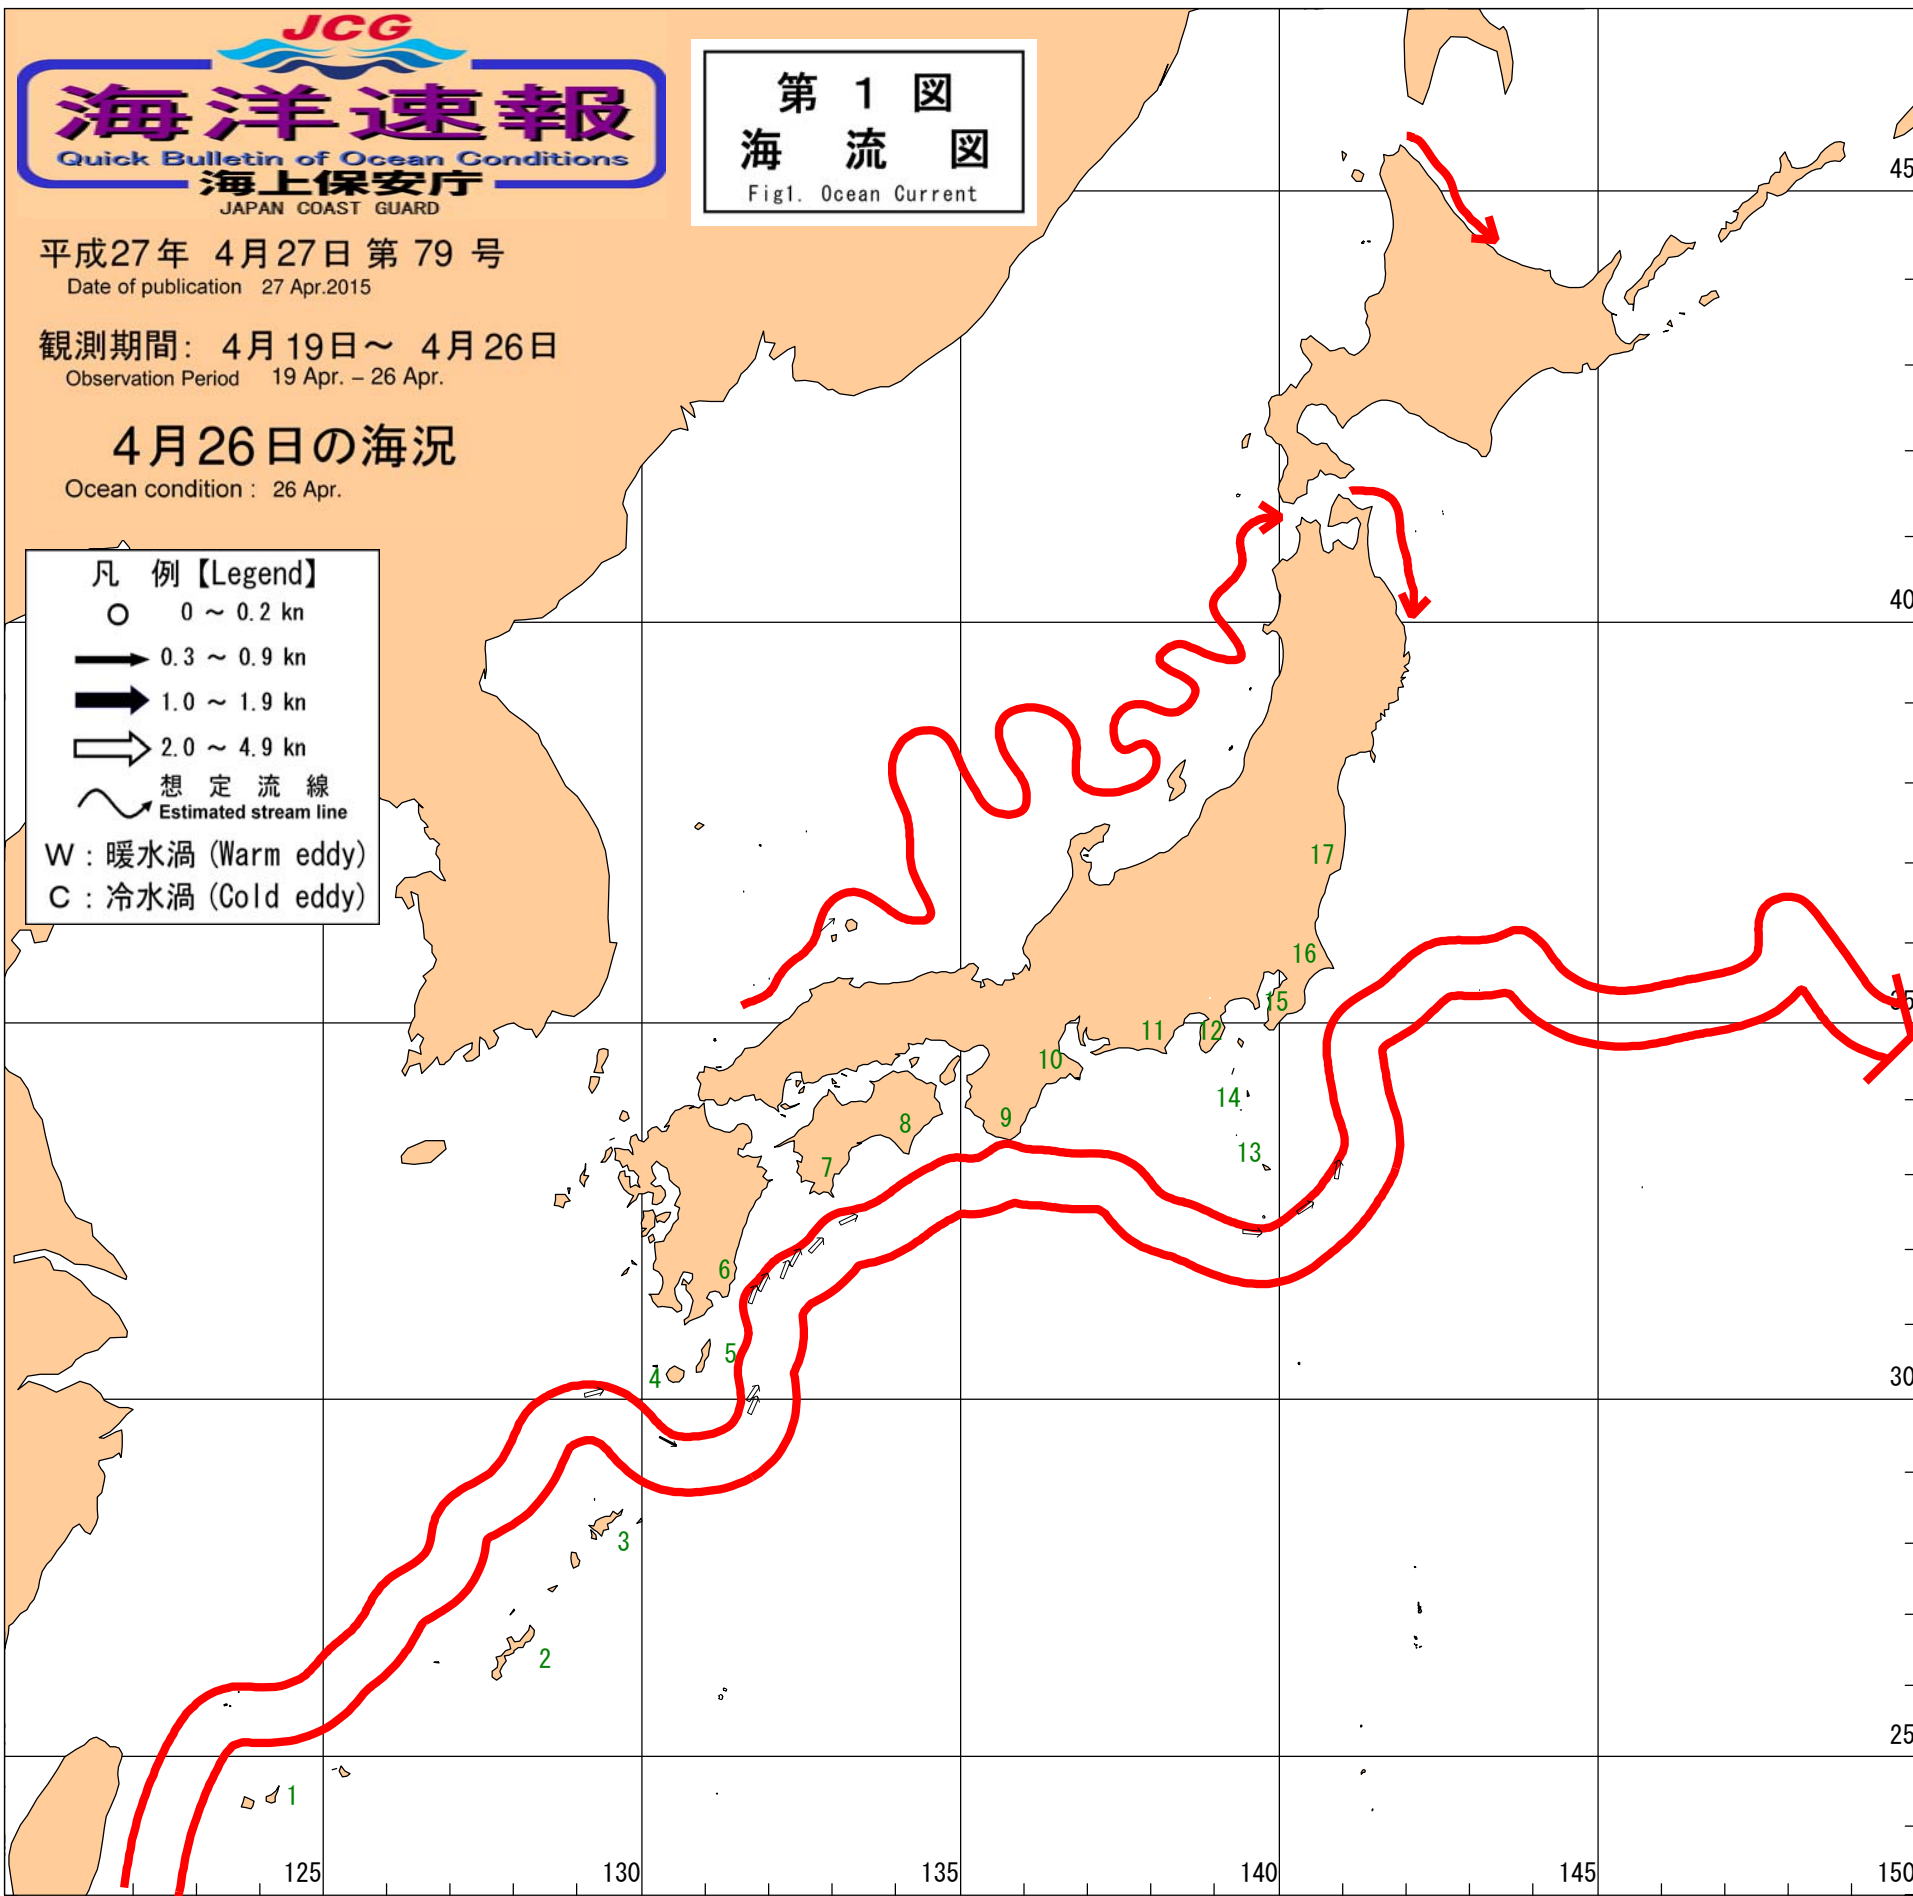 JCG
海洋速報
Quick Bulletin of Ocean Conditions
海上保安庁
JAPAN COAST GUARD
平成27年 4月27日 第 79 号
Date of publication 27 Apr.2015
観測期間: 4月19日～ 4月26日
Observation Period 19 Apr. – 26 Apr.
4月26日の海況
Ocean condition : 26 Apr.
第 1 図
海 流 図
Fig1. Ocean Current
凡 例【Legend】
0 ～ 0.2 kn
0.3 ～ 0.9 kn
1.0 ～ 1.9 kn
2.0 ～ 4.9 kn
想 定 流 線
Estimated stream line
W : 暖水渦 (Warm eddy)
C : 冷水渦 (Cold eddy)
45
40
17
16
35
15
11
12
10
14
9
8
13
7
6
5
4
30
3
2
25
1
125
130
135
140
145
150